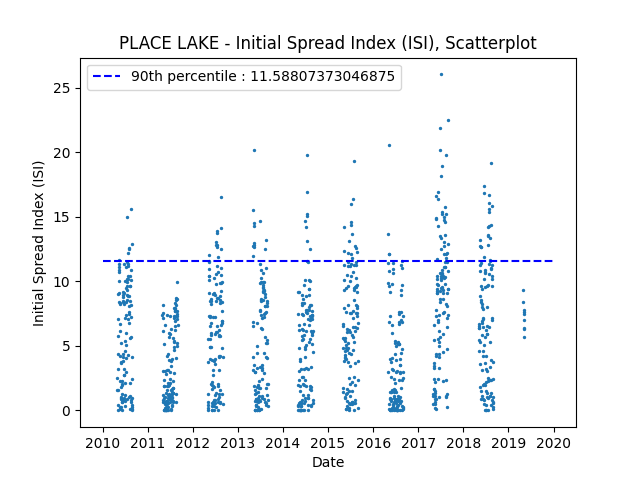 PLACE LAKE - Initial Spread Index (ISI), Scatterplot
90th percentile : 11.58807373046875
Initial Spread Index (ISI)
25
20
15
10
5
0
2010 2011 2012 2013 2014 2015 2016 2017 2018 2019 2020
Date